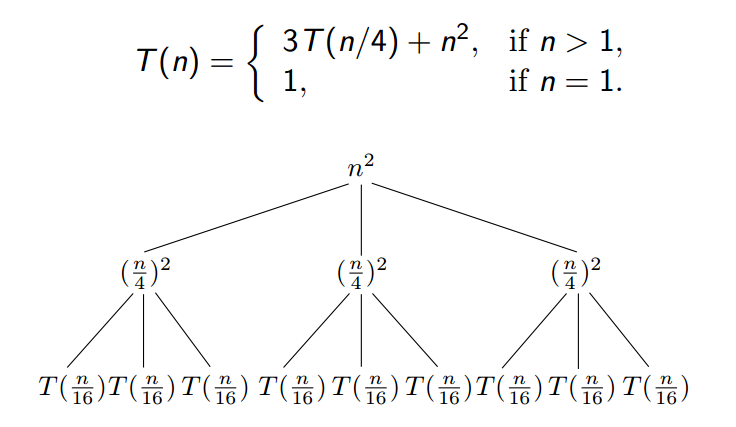 T(n) = { 3T(n/4) + n², if n > 1,
1, if n = 1.
n²
(n/4)² (n/4)² (n/4)²
T(n/16) T(n/16) T(n/16) T(n/16) T(n/16) T(n/16) T(n/16) T(n/16) T(n/16)